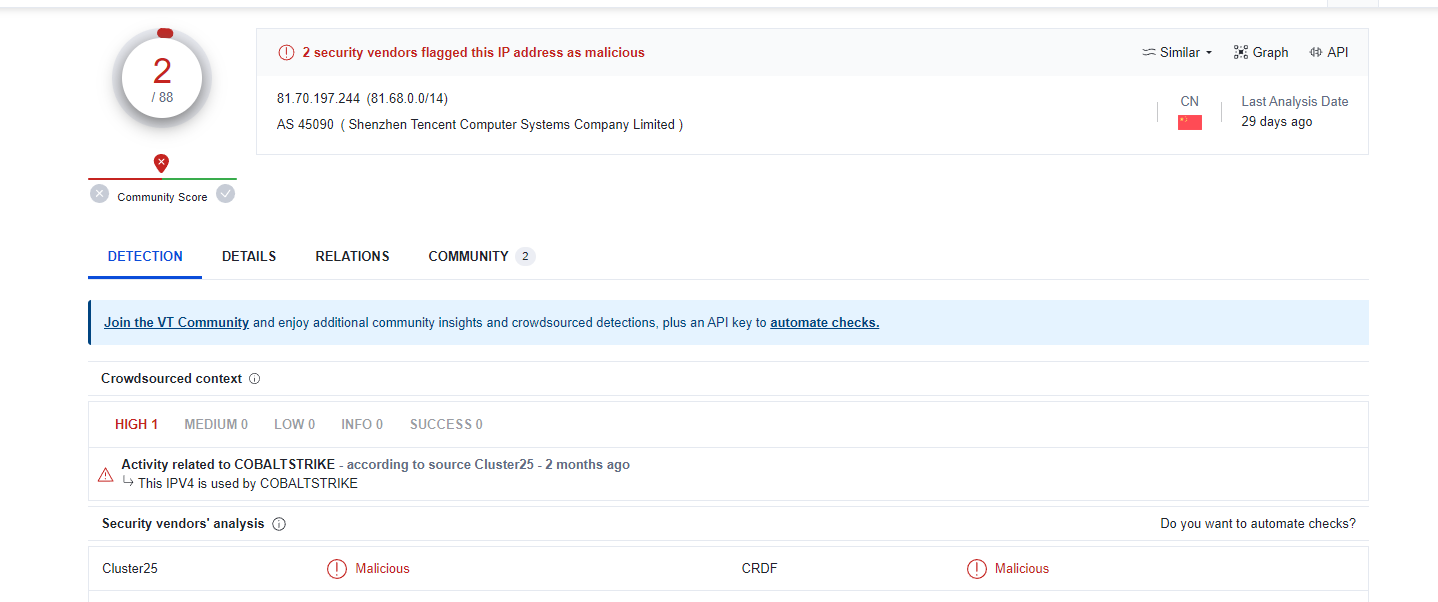 2
/ 88
Community Score
2 security vendors flagged this IP address as malicious
Similar
Graph
API
81.70.197.244 (81.68.0.0/14)
AS 45090 ( Shenzhen Tencent Computer Systems Company Limited )
CN
Last Analysis Date
29 days ago
DETECTION DETAILS RELATIONS COMMUNITY 2
Join the VT Community and enjoy additional community insights and crowdsourced detections, plus an API key to automate checks.
Crowdsourced context
HIGH 1 MEDIUM 0 LOW 0 INFO 0 SUCCESS 0
Activity related to COBALTSTRIKE - according to source Cluster25 - 2 months ago
This IPV4 is used by COBALTSTRIKE
Security vendors' analysis
Do you want to automate checks?
Cluster25 Malicious CRDF Malicious